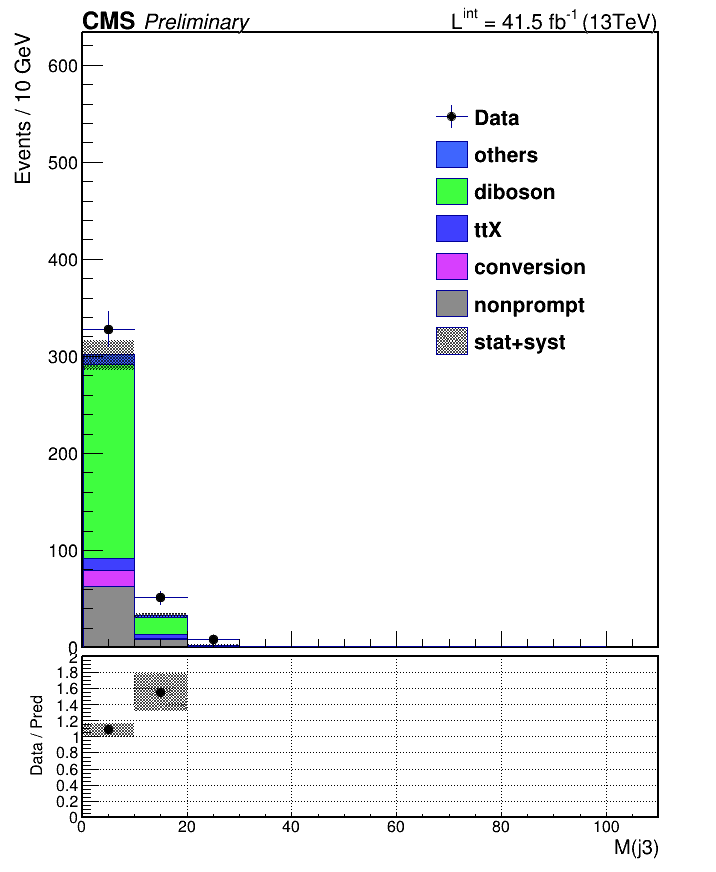 CMS Preliminary
L^int = 41.5 fb^-1 (13TeV)
Events / 10 GeV
600
500
400
300
200
100
0
Data
others
diboson
ttX
conversion
nonprompt
stat+syst
Data / Pred
2
1.8
1.6
1.4
1.2
1
0.8
0.6
0.4
0.2
0
0 20 40 60 80 100
M(j3)